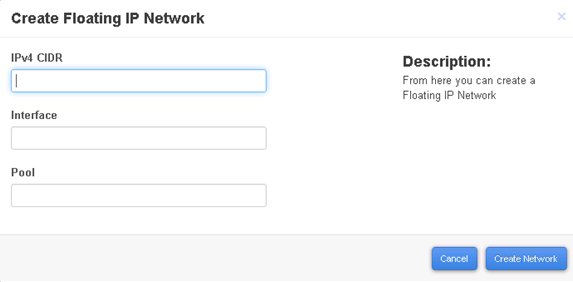 Create Floating IP Network
×
IPv4 CIDR
Interface
Pool
Description:
From here you can create a
Floating IP Network
Cancel
Create Network